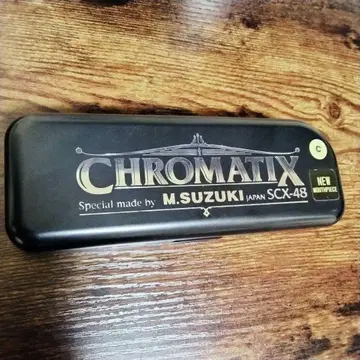 C
CHROMATIX
NEW
MOUTHPIECE
Special made by M.SUZUKI JAPAN SCX-48